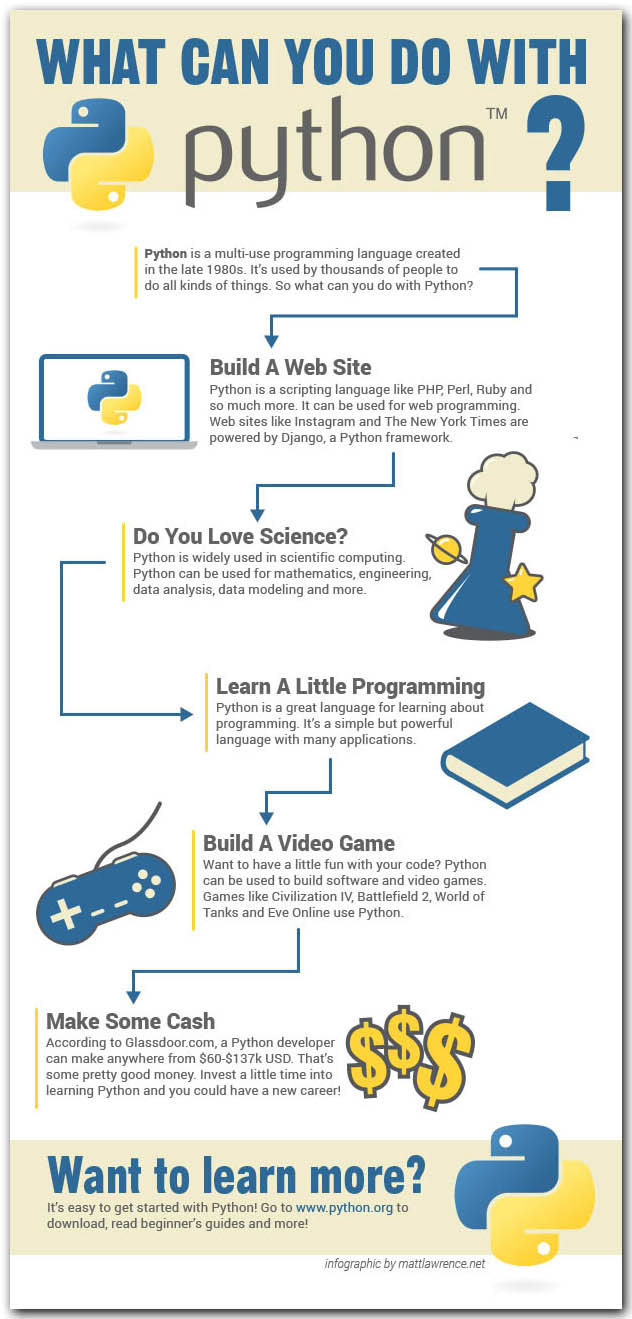 WHAT CAN YOU DO WITH
python™ ?
Python is a multi-use programming language created
in the late 1980s. It's used by thousands of people to
do all kinds of things. So what can you do with Python?
Build A Web Site
Python is a scripting language like PHP, Perl, Ruby and
so much more. It can be used for web programming.
Web sites like Instagram and The New York Times are
powered by Django, a Python framework.
Do You Love Science?
Python is widely used in scientific computing.
Python can be used for mathematics, engineering,
data analysis, data modeling and more.
Learn A Little Programming
Python is a great language for learning about
programming. It's a simple but powerful
language with many applications.
Build A Video Game
Want to have a little fun with your code? Python
can be used to build software and video games.
Games like Civilization IV, Battlefield 2, World of
Tanks and Eve Online use Python.
Make Some Cash
According to Glassdoor.com, a Python developer
can make anywhere from $60-$137k USD. That's
some pretty good money. Invest a little time into
learning Python and you could have a new career!
$$$
Want to learn more?
It's easy to get started with Python! Go to www.python.org to
download, read beginner's guides and more!
infographic by mattlawrence.net